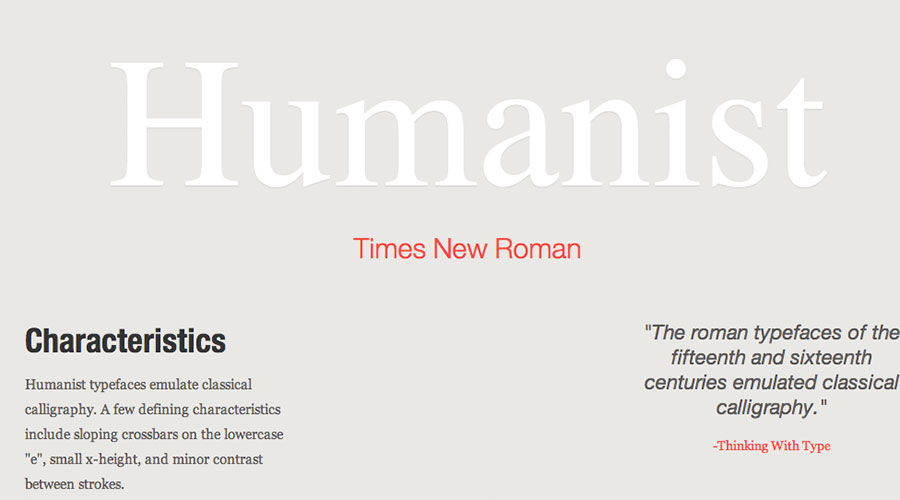 Humanist
Times New Roman
Characteristics
Humanist typefaces emulate classical
calligraphy. A few defining characteristics
include sloping crossbars on the lowercase
"e", small x-height, and minor contrast
between strokes.
"The roman typefaces of the
fifteenth and sixteenth
centuries emulated classical
calligraphy."
-Thinking With Type